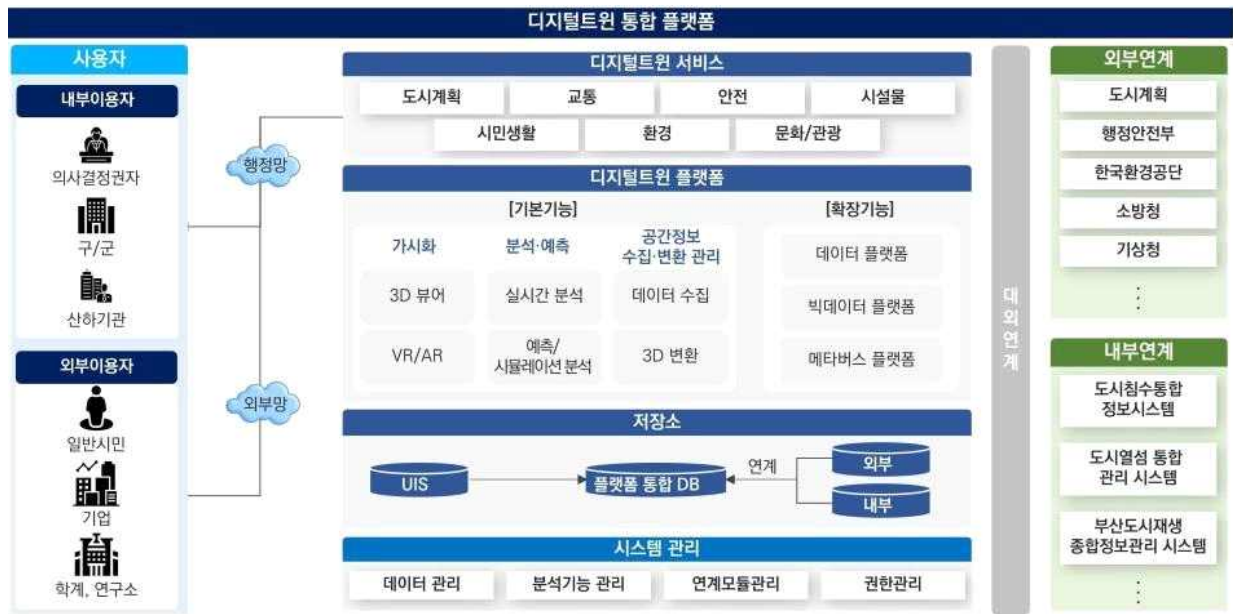 디지털트윈 통합 플랫폼
사용자
내부이용자
의사결정권자
구/군
산하기관
외부이용자
일반시민
기업
학계, 연구소
행정망
외부망
디지털트윈 서비스
도시계획
교통
안전
시설물
시민생활
환경
문화/관광
디지털트윈 플랫폼
[기본기능]
가시화
분석·예측
공간정보
수집·변환 관리
3D 뷰어
실시간 분석
데이터 수집
VR/AR
예측/
시뮬레이션 분석
3D 변환
[확장기능]
데이터 플랫폼
빅데이터 플랫폼
메타버스 플랫폼
저장소
UIS
플랫폼 통합 DB
연계
외부
내부
시스템 관리
데이터 관리
분석기능 관리
연계모듈관리
권한관리
대외연계
외부연계
도시계획
행정안전부
한국환경공단
소방청
기상청
⋮
내부연계
도시침수통합
정보시스템
도시열섬 통합
관리 시스템
부산도시재생
종합정보관리 시스템
⋮